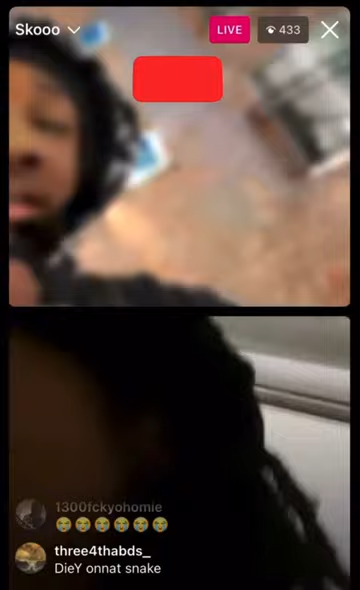 Skooo
LIVE
433
1300fckyohomie
😭😭😭😭😭😭
three4thabds_
DieY onnat snake